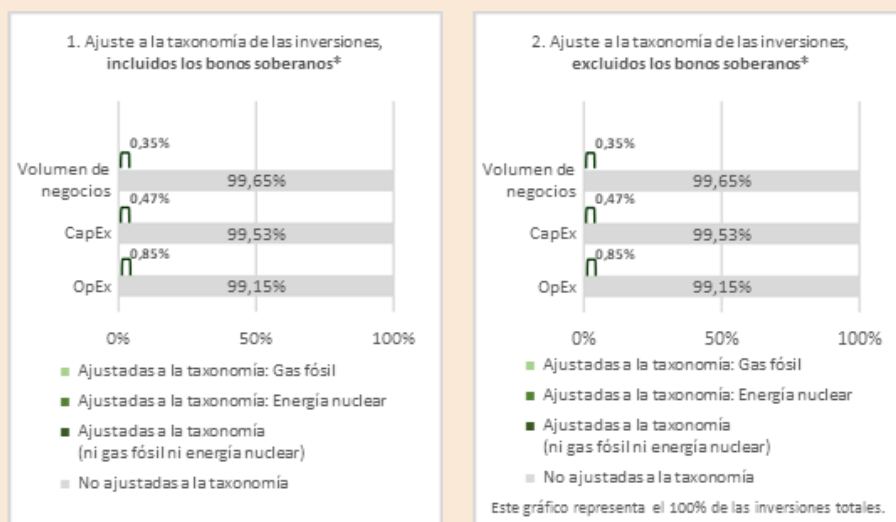 1. Ajuste a la taxonomía de las inversiones,
incluidos los bonos soberanos*
0,35%
Volumen de
negocios
99,65%
0,47%
CapEx
99,53%
0,85%
OpEx
99,15%
0%
50%
100%
Ajustadas a la taxonomía: Gas fósil
Ajustadas a la taxonomía: Energía nuclear
Ajustadas a la taxonomía
(ni gas fósil ni energía nuclear)
No ajustadas a la taxonomía
2. Ajuste a la taxonomía de las inversiones,
excluidos los bonos soberanos*
0,35%
Volumen de
negocios
99,65%
0,47%
CapEx
99,53%
0,85%
OpEx
99,15%
0%
50%
100%
Ajustadas a la taxonomía: Gas fósil
Ajustadas a la taxonomía: Energía nuclear
Ajustadas a la taxonomía
(ni gas fósil ni energía nuclear)
No ajustadas a la taxonomía
Este gráfico representa el 100% de las inversiones totales.